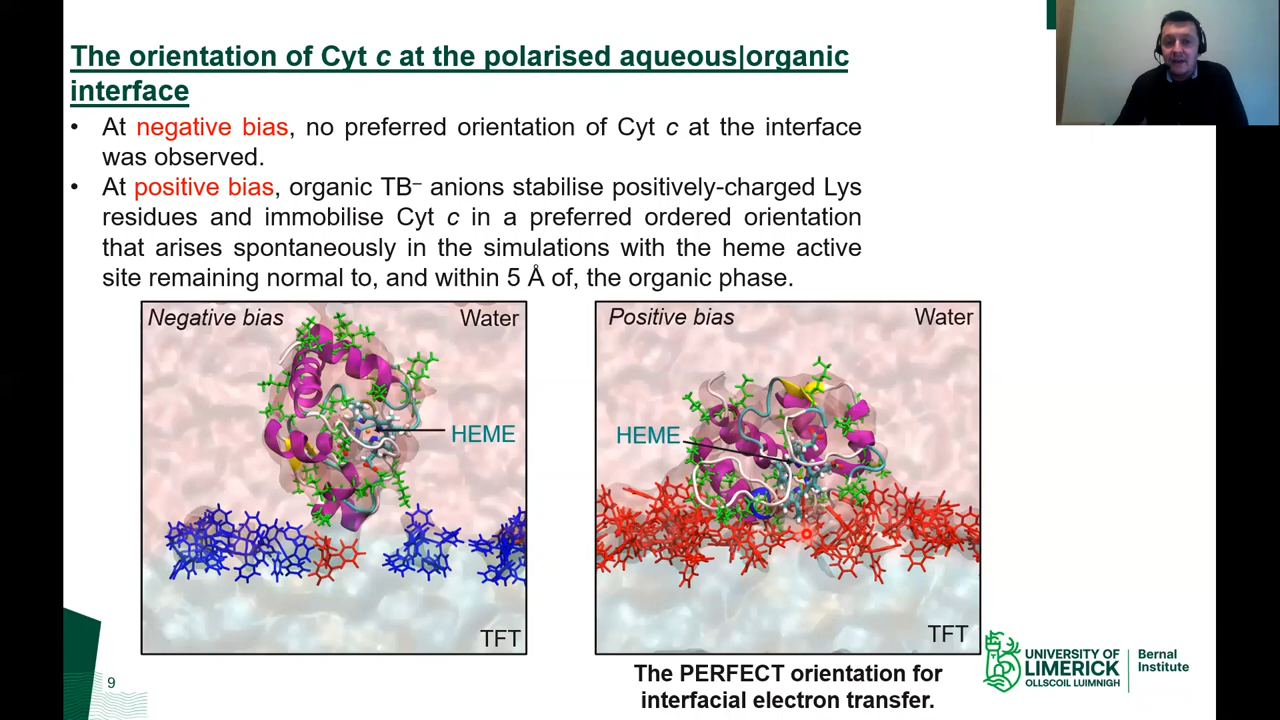 The orientation of Cyt c at the polarised aqueous|organic
interface
• At negative bias, no preferred orientation of Cyt c at the interface
was observed.
• At positive bias, organic TB⁻ anions stabilise positively-charged Lys
residues and immobilise Cyt c in a preferred ordered orientation
that arises spontaneously in the simulations with the heme active
site remaining normal to, and within 5 Å of, the organic phase.
Negative bias
Water
HEME
TFT
Positive bias
Water
HEME
TFT
The PERFECT orientation for
interfacial electron transfer.
9
UNIVERSITY OF
LIMERICK
OLLSCOIL LUIMNIGH
Bernal
Institute